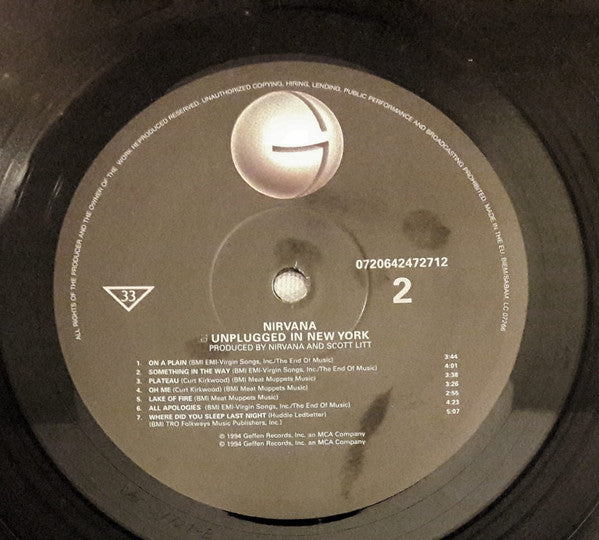 ALL RIGHTS OF THE PRODUCER AND THE OWNER OF THE WORK REPRODUCED RESERVED. UNAUTHORIZED COPYING, HIRING, LENDING, PUBLIC PERFORMANCE AND BROADCASTING PROHIBITED. MADE IN THE EU. BIEM/SABAM. LC 07266
G
0720642472712
33
2
NIRVANA
UNPLUGGED IN NEW YORK
PRODUCED BY NIRVANA AND SCOTT LITT
1. ON A PLAIN (BMI EMI-Virgin Songs, Inc./The End Of Music) 3:44
2. SOMETHING IN THE WAY (BMI EMI-Virgin Songs, Inc./The End Of Music) 4:01
3. PLATEAU (Curt Kirkwood) (BMI Meat Muppets Music) 3:38
4. OH ME (Curt Kirkwood) (BMI Meat Muppets Music) 3:26
5. LAKE OF FIRE (BMI Meat Muppets Music) 2:55
6. ALL APOLOGIES (BMI EMI-Virgin Songs, Inc./The End Of Music) 4:23
7. WHERE DID YOU SLEEP LAST NIGHT (Huddie Ledbetter) 5:07
(BMI TRO Folkways Music Publishers, Inc.)
℗ 1994 Geffen Records, Inc. an MCA Company
© 1994 Geffen Records, Inc. an MCA Company